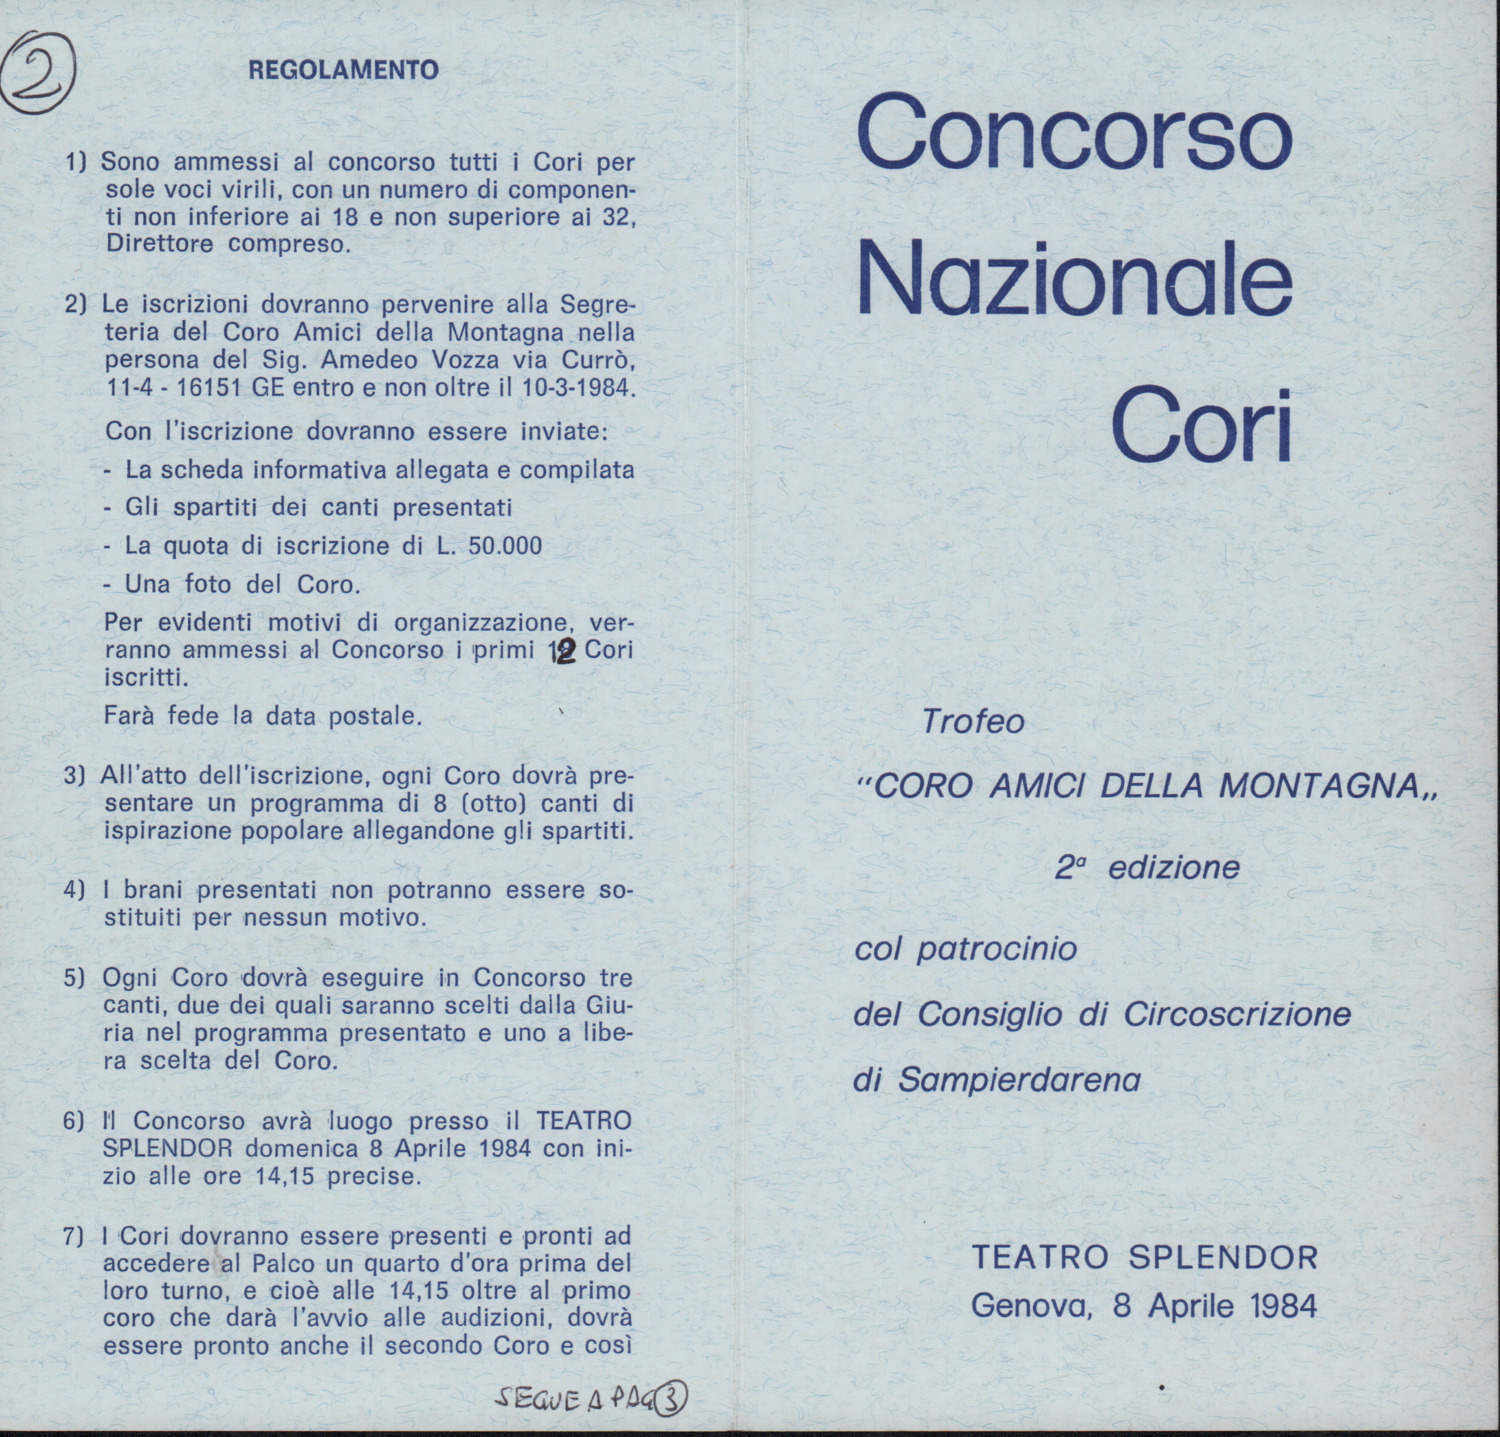 2
REGOLAMENTO
1) Sono ammessi al concorso tutti i Cori per
sole voci virili, con un numero di componen-
ti non inferiore ai 18 e non superiore ai 32,
Direttore compreso.
2) Le iscrizioni dovranno pervenire alla Segre-
teria del Coro Amici della Montagna nella
persona del Sig. Amedeo Vozza via Currò,
11-4 - 16151 GE entro e non oltre il 10-3-1984.
Con l'iscrizione dovranno essere inviate:
- La scheda informativa allegata e compilata
- Gli spartiti dei canti presentati
- La quota di iscrizione di L. 50.000
- Una foto del Coro.
Per evidenti motivi di organizzazione, ver-
ranno ammessi al Concorso i primi 12 Cori
iscritti.
Farà fede la data postale.
3) All'atto dell'iscrizione, ogni Coro dovrà pre-
sentare un programma di 8 (otto) canti di
ispirazione popolare allegandone gli spartiti.
4) I brani presentati non potranno essere so-
stituiti per nessun motivo.
5) Ogni Coro dovrà eseguire in Concorso tre
canti, due dei quali saranno scelti dalla Giu-
ria nel programma presentato e uno a libe-
ra scelta del Coro.
6) Il Concorso avrà luogo presso il TEATRO
SPLENDOR domenica 8 Aprile 1984 con ini-
zio alle ore 14,15 precise.
7) I Cori dovranno essere presenti e pronti ad
accedere al Palco un quarto d'ora prima del
loro turno, e cioè alle 14,15 oltre al primo
coro che darà l'avvio alle audizioni, dovrà
essere pronto anche il secondo Coro e così
SEGUE A PAG 3
Concorso
Nazionale
Cori
Trofeo
“CORO AMICI DELLA MONTAGNA„
2ª edizione
col patrocinio
del Consiglio di Circoscrizione
di Sampierdarena
TEATRO SPLENDOR
Genova, 8 Aprile 1984